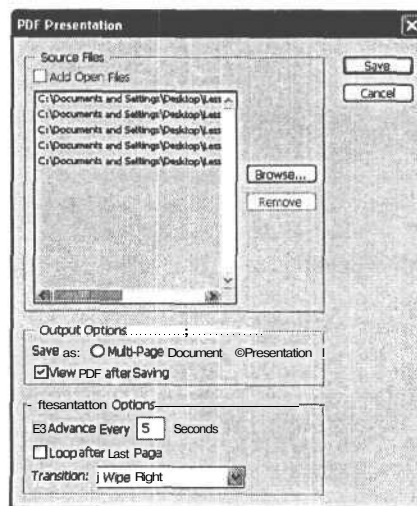 PDF Presentation
Source Files
Add Open Files
C:\Documents and Settings\Desktop\Less
C:\Documents and Settings\Desktop\Less
C:\Documents and Settings\Desktop\Less
C:\Documents and Settings\Desktop\Less
C:\Documents and Settings\Desktop\Less
Save
Cancel
Browse...
Remove
Output Options
Save as: Multi-Page Document ©Presentation
View PDF after Saving
- ftesantatton Options
E3 Advance Every 5 Seconds
Loop after Last Page
Transition: j Wipe Right